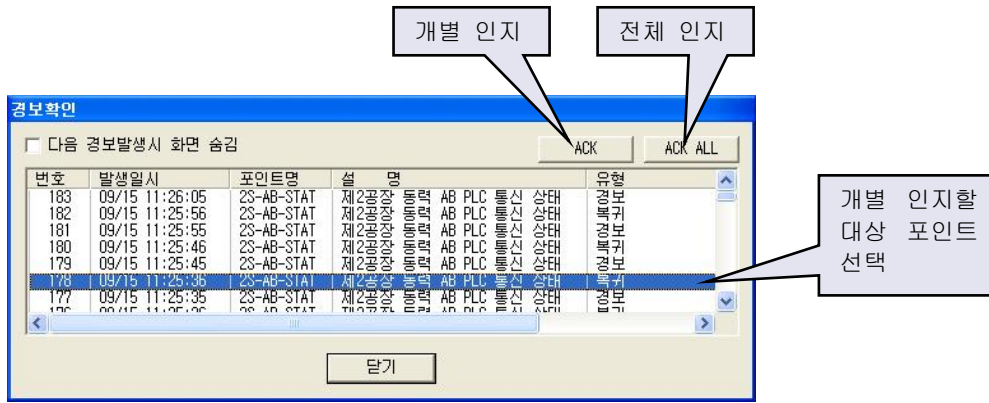 개별 인지
전체 인지
경보확인
다음 경보발생시 화면 숨김
ACK
ACK ALL
번호 발생일시 포인트명 설 명 유형
183 09/15 11:26:05 2S-AB-STAT 제2공장 동력 AB PLC 통신 상태 경보
182 09/15 11:25:56 2S-AB-STAT 제2공장 동력 AB PLC 통신 상태 복귀
181 09/15 11:25:55 2S-AB-STAT 제2공장 동력 AB PLC 통신 상태 경보
180 09/15 11:25:46 2S-AB-STAT 제2공장 동력 AB PLC 통신 상태 복귀
179 09/15 11:25:45 2S-AB-STAT 제2공장 동력 AB PLC 통신 상태 경보
178 09/15 11:25:36 2S-AB-STAT 제2공장 동력 AB PLC 통신 상태 복귀
177 09/15 11:25:35 2S-AB-STAT 제2공장 동력 AB PLC 통신 상태 경보
개별 인지할
대상 포인트
선택
닫기